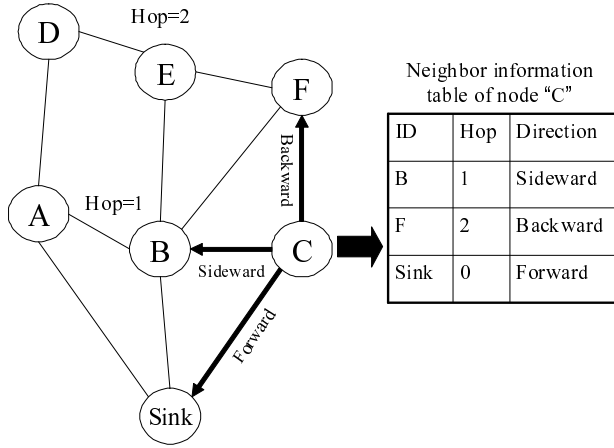 Hop=2
D
E
F
Backward
Hop=1
A
B
C
Sideward
Forward
Sink
Neighbor information
table of node “C”
ID Hop Direction
B 1 Sideward
F 2 Backward
Sink 0 Forward